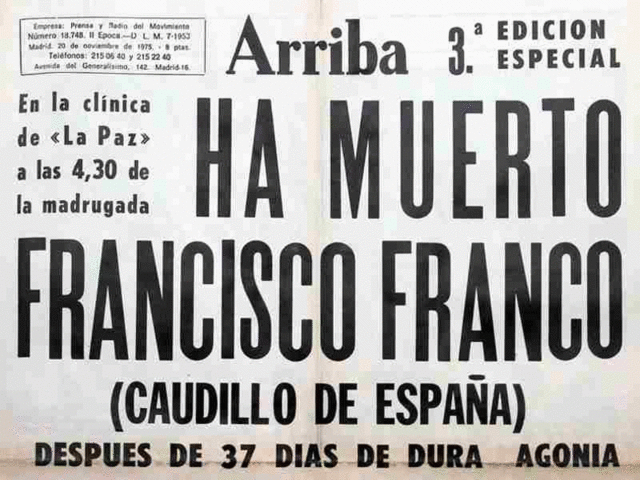 Empresa: Prensa y Radio del Movimiento
Número 18.748. II Epoca.—D L. M. 7-1953
Madrid. 20 de noviembre de 1975. - 8 ptas.
Teléfonos: 215 06 40 y 215 22 40
Avenida del Generalísimo, 142. Madrid-16.
Arriba
3.ª EDICION
ESPECIAL
En la clínica
de «La Paz»
a las 4,30 de
la madrugada
HA MUERTO
FRANCISCO FRANCO
(CAUDILLO DE ESPAÑA)
DESPUES DE 37 DIAS DE DURA AGONIA